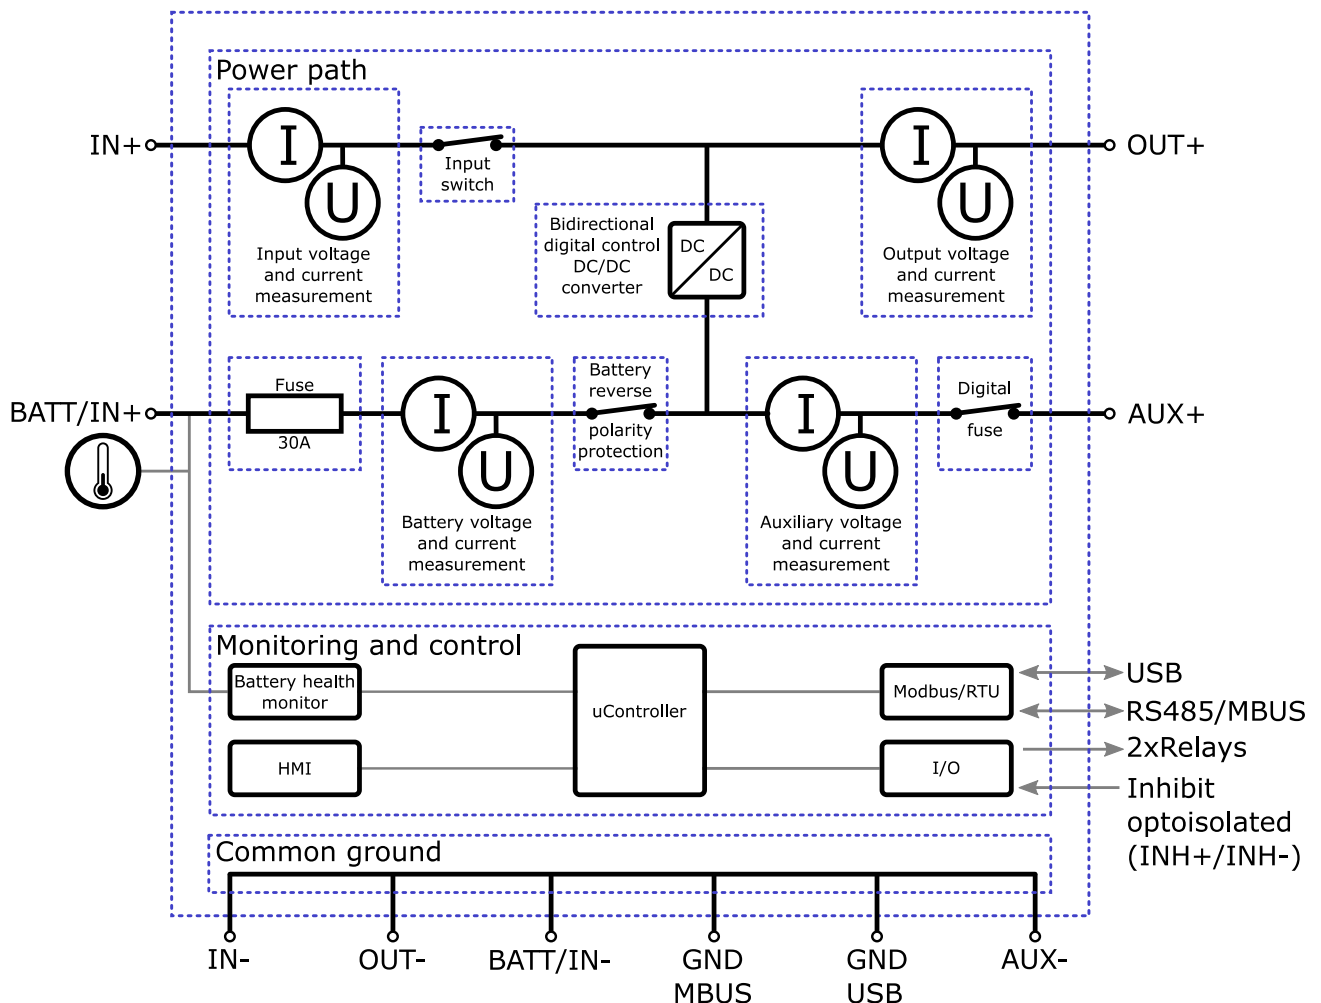 Power path
IN+
I
U
Input voltage
and current
measurement
Input
switch
Bidirectional
digital control
DC/DC
converter
DC
DC
I
U
Output voltage
and current
measurement
OUT+
BATT/IN+
Fuse
30A
I
U
Battery voltage
and current
measurement
Battery
reverse
polarity
protection
I
U
Auxiliary voltage
and current
measurement
Digital
fuse
AUX+
Monitoring and control
Battery health
monitor
HMI
uController
Modbus/RTU
I/O
USB
RS485/MBUS
2xRelays
Inhibit
optoisolated
(INH+/INH-)
Common ground
IN-
OUT-
BATT/IN-
GND
MBUS
GND
USB
AUX-